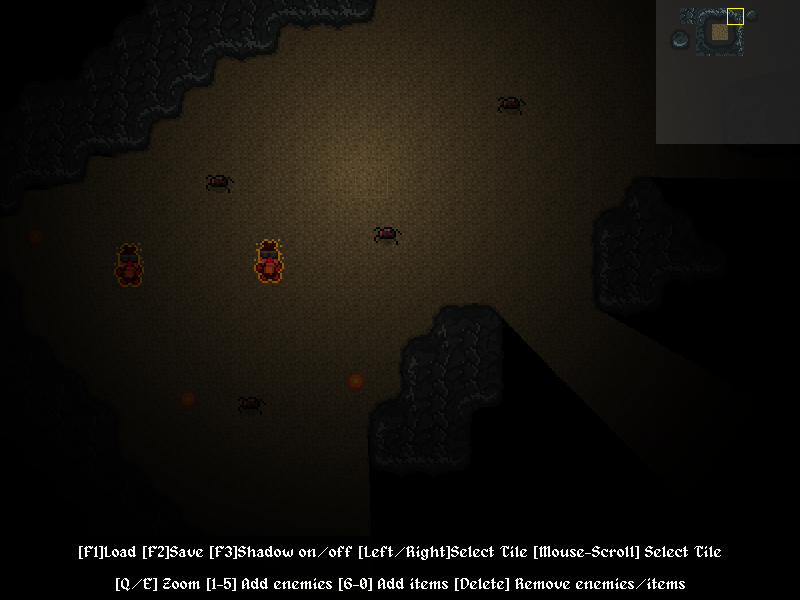 [F1]Load [F2]Save [F3]Shadow on/off [Left/Right]Select Tile [Mouse-Scroll] Select Tile
[Q/E] Zoom [1-5] Add enemies [6-0] Add items [Delete] Remove enemies/items